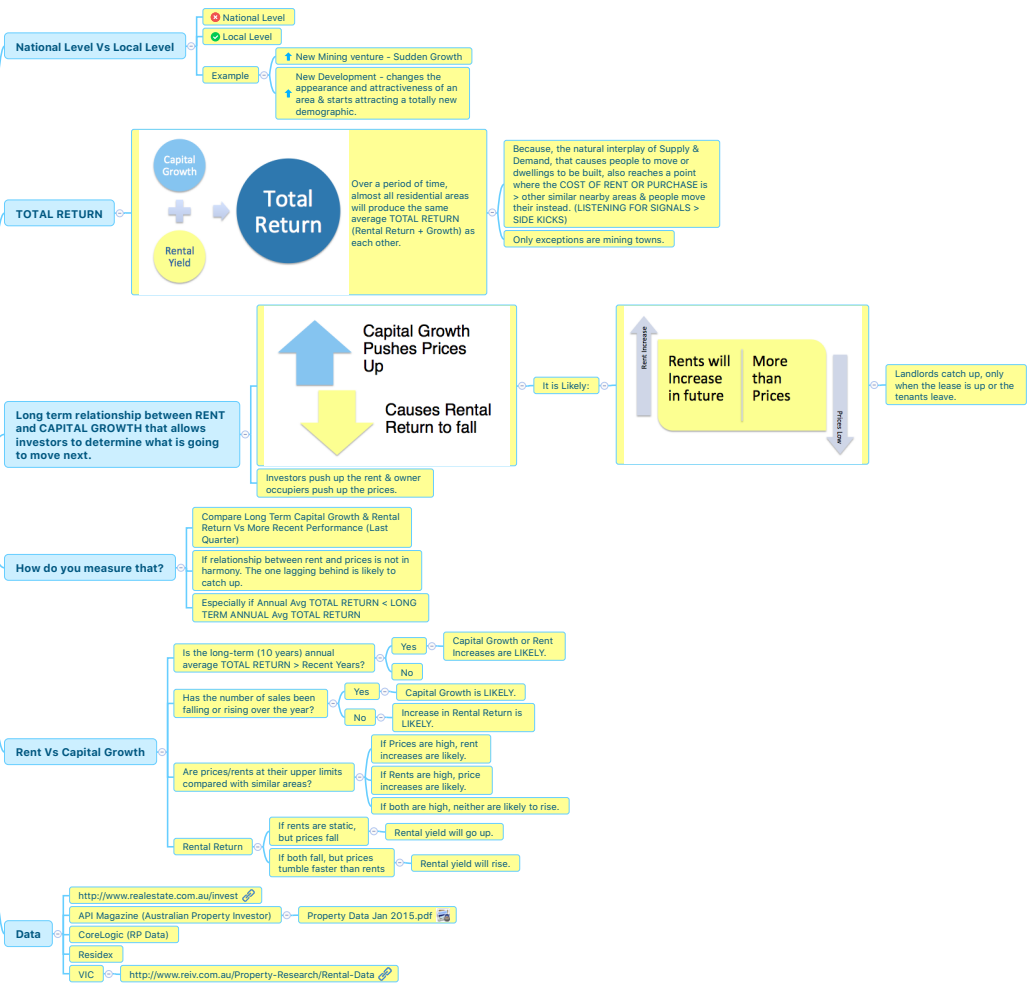 National Level Vs Local Level
National Level
Local Level
Example
New Mining venture - Sudden Growth
New Development - changes the
appearance and attractiveness of an
area & starts attracting a totally new
demographic.
TOTAL RETURN
Capital
Growth
Rental
Yield
Total
Return
Over a period of time,
almost all residential areas
will produce the same
average TOTAL RETURN
(Rental Return + Growth) as
each other.
Because, the natural interplay of Supply &
Demand, that causes people to move or
dwellings to be built, also reaches a point
where the COST OF RENT OR PURCHASE is
> other similar nearby areas & people move
their instead. (LISTENING FOR SIGNALS >
SIDE KICKS)
Only exceptions are mining towns.
Long term relationship between RENT
and CAPITAL GROWTH that allows
investors to determine what is going
to move next.
Capital Growth
Pushes Prices
Up
Causes Rental
Return to fall
It is Likely:
Rent Increase
Rents will
Increase
in future
More
than
Prices
Prices Low
Landlords catch up, only
when the lease is up or the
tenants leave.
Investors push up the rent & owner
occupiers push up the prices.
How do you measure that?
Compare Long Term Capital Growth & Rental
Return Vs More Recent Performance (Last
Quarter)
If relationship between rent and prices is not in
harmony. The one lagging behind is likely to
catch up.
Especially if Annual Avg TOTAL RETURN < LONG
TERM ANNUAL Avg TOTAL RETURN
Rent Vs Capital Growth
Is the long-term (10 years) annual
average TOTAL RETURN > Recent Years?
Yes
Capital Growth or Rent
Increases are LIKELY.
No
Has the number of sales been
falling or rising over the year?
Yes
Capital Growth is LIKELY.
No
Increase in Rental Return is
LIKELY.
Are prices/rents at their upper limits
compared with similar areas?
If Prices are high, rent
increases are likely.
If Rents are high, price
increases are likely.
If both are high, neither are likely to rise.
Rental Return
If rents are static,
but prices fall
Rental yield will go up.
If both fall, but prices
tumble faster than rents
Rental yield will rise.
Data
http://www.realestate.com.au/invest
API Magazine (Australian Property Investor)
Property Data Jan 2015.pdf
CoreLogic (RP Data)
Residex
VIC
http://www.reiv.com.au/Property-Research/Rental-Data